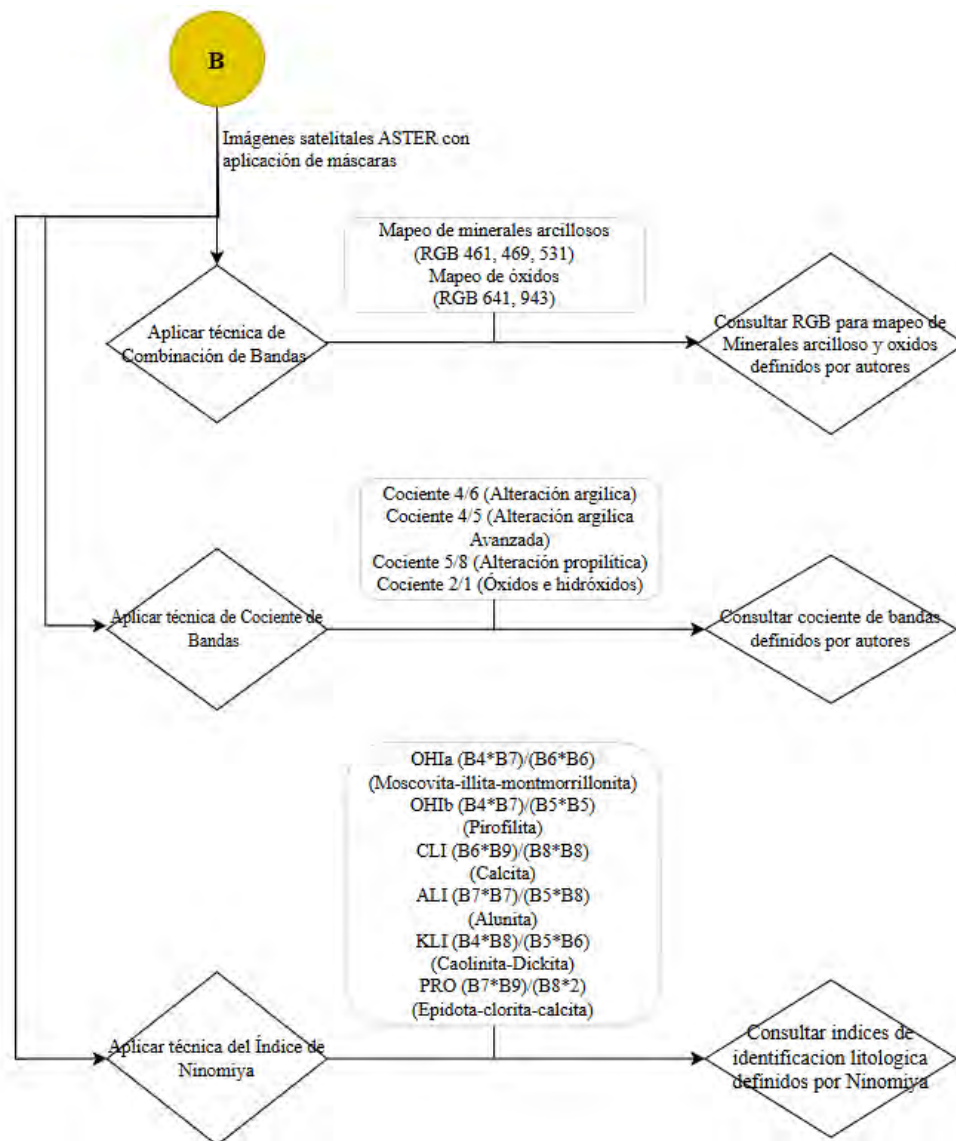 B
Imágenes satelitales ASTER con
aplicación de máscaras
Mapeo de minerales arcillosos
(RGB 461, 469, 531)
Mapeo de óxidos
(RGB 641, 943)
Aplicar técnica de
Combinación de Bandas
Consultar RGB para mapeo de
Minerales arcilloso y oxidos
definidos por autores
Cociente 4/6 (Alteración argilica)
Cociente 4/5 (Alteración argilica
Avanzada)
Cociente 5/8 (Alteración propilítica)
Cociente 2/1 (Óxidos e hidróxidos)
Aplicar técnica de Cociente de
Bandas
Consultar cociente de bandas
definidos por autores
OHIa (B4*B7)/(B6*B6)
(Moscovita-illita-montmorrillonita)
OHIb (B4*B7)/(B5*B5)
(Pirofilita)
CLI (B6*B9)/(B8*B8)
(Calcita)
ALI (B7*B7)/(B5*B8)
(Alunita)
KLI (B4*B8)/(B5*B6)
(Caolinita-Dickita)
PRO (B7*B9)/(B8*2)
(Epidota-clorita-calcita)
Aplicar técnica del Índice de
Ninomiya
Consultar indices de
identificacion litologica
definidos por Ninomiya